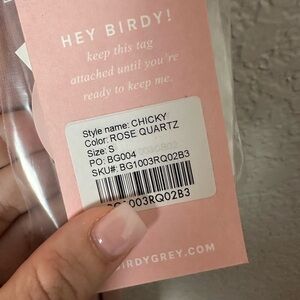 HEY BIRDY!
keep this tag
attached until you're
ready to keep me.
Style name: CHICKY
Color: ROSE QUARTZ
Size: S
PO: BG004
SKU#: BG1003RQ02B3
BG1003RQ02B3
BIRDYGREY.COM